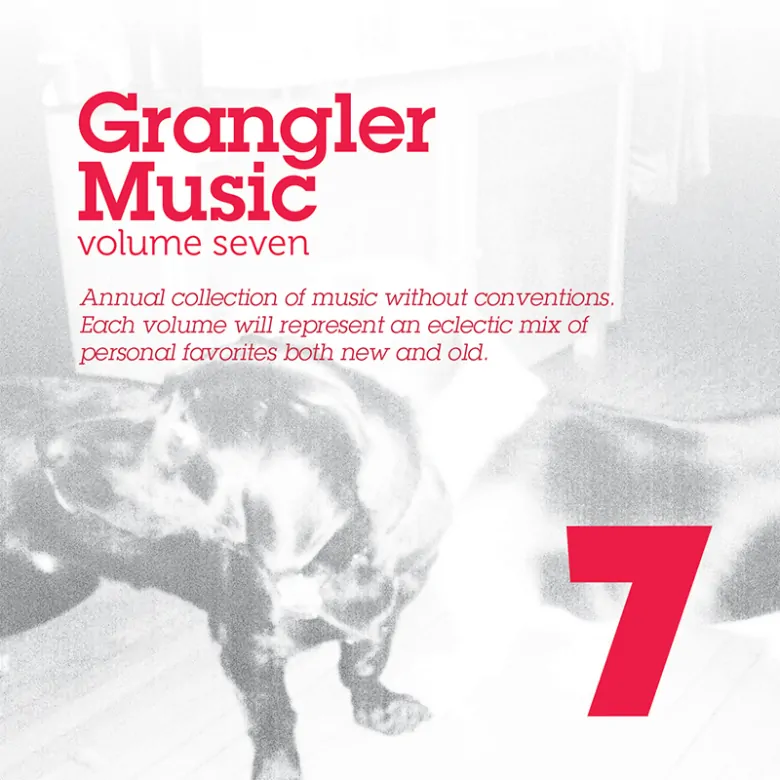 Grangler
Music
volume seven
Annual collection of music without conventions.
Each volume will represent an eclectic mix of
personal favorites both new and old.
7